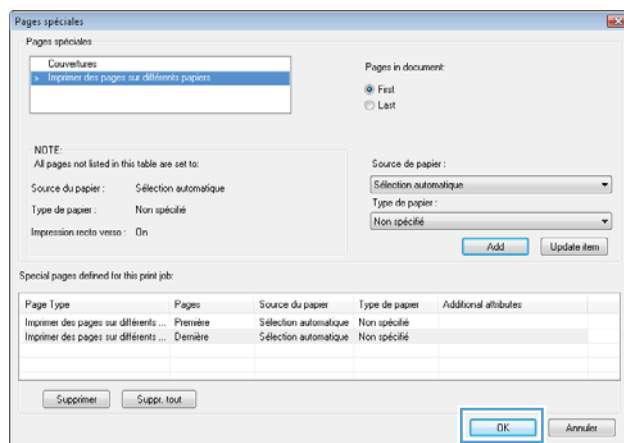 Pages spéciales
Pages spéciales
Couvertures
» Imprimer des pages sur différents papiers
Pages in document:
First
Last
NOTE:
All pages not listed in this table are set to:
Source du papier : Sélection automatique
Type de papier : Non spécifié
Impression recto verso : On
Source de papier :
Sélection automatique
Type de papier :
Non spécifié
Add Update item
Special pages defined for this print job:
Page Type Pages Source du papier Type de papier Additional attributes
Imprimer des pages sur différents ... Première Sélection automatique Non spécifié
Imprimer des pages sur différents ... Dernière Sélection automatique Non spécifié
Supprimer Suppr. tout
OK Annuler